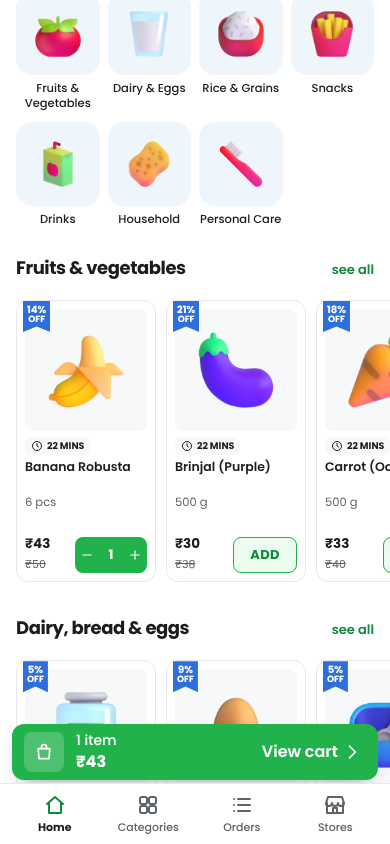 Fruits &
Vegetables
Dairy & Eggs
Rice & Grains
Snacks
Drinks
Household
Personal Care
Fruits & vegetables
see all
14%
OFF
22 MINS
Banana Robusta
6 pcs
₹43
₹50
− 1 +
21%
OFF
22 MINS
Brinjal (Purple)
500 g
₹30
₹38
ADD
18%
OFF
22 MINS
Carrot (Oo
500 g
₹33
₹40
Dairy, bread & eggs
see all
5%
OFF
9%
OFF
5%
OFF
1 item
₹43
View cart
Home
Categories
Orders
Stores